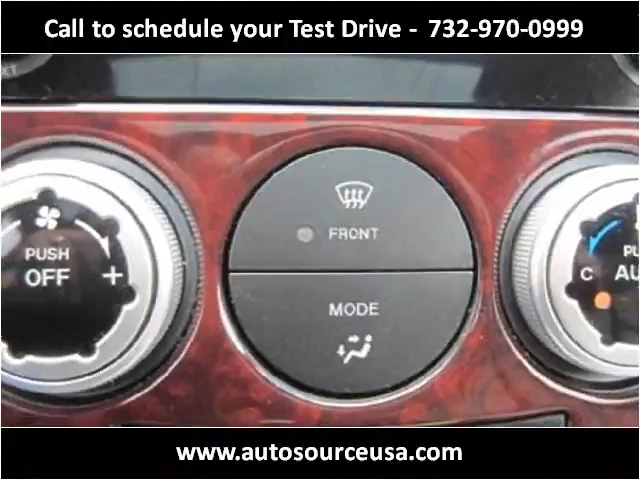 Call to schedule your Test Drive - 732-970-0999
PUSH
OFF
+
FRONT
MODE
C
www.autosourceusa.com